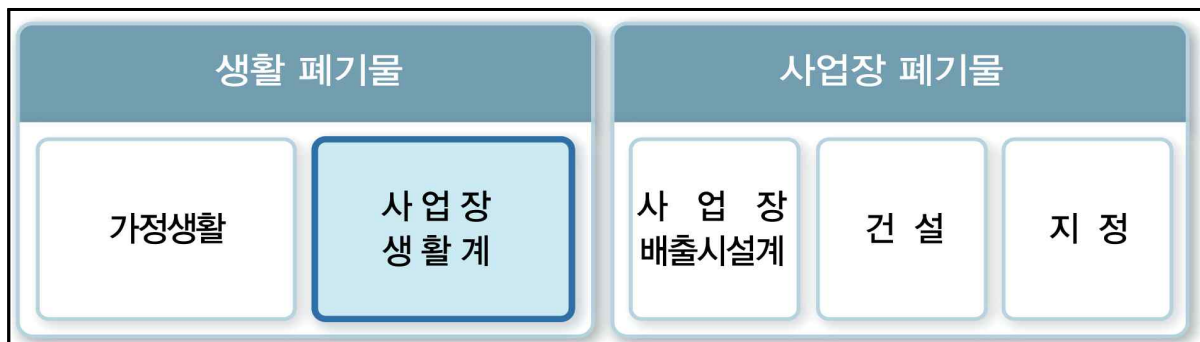 생활 폐기물
가정생활
사업장
생활계
사업장 폐기물
사업장
배출시설계
건설
지정